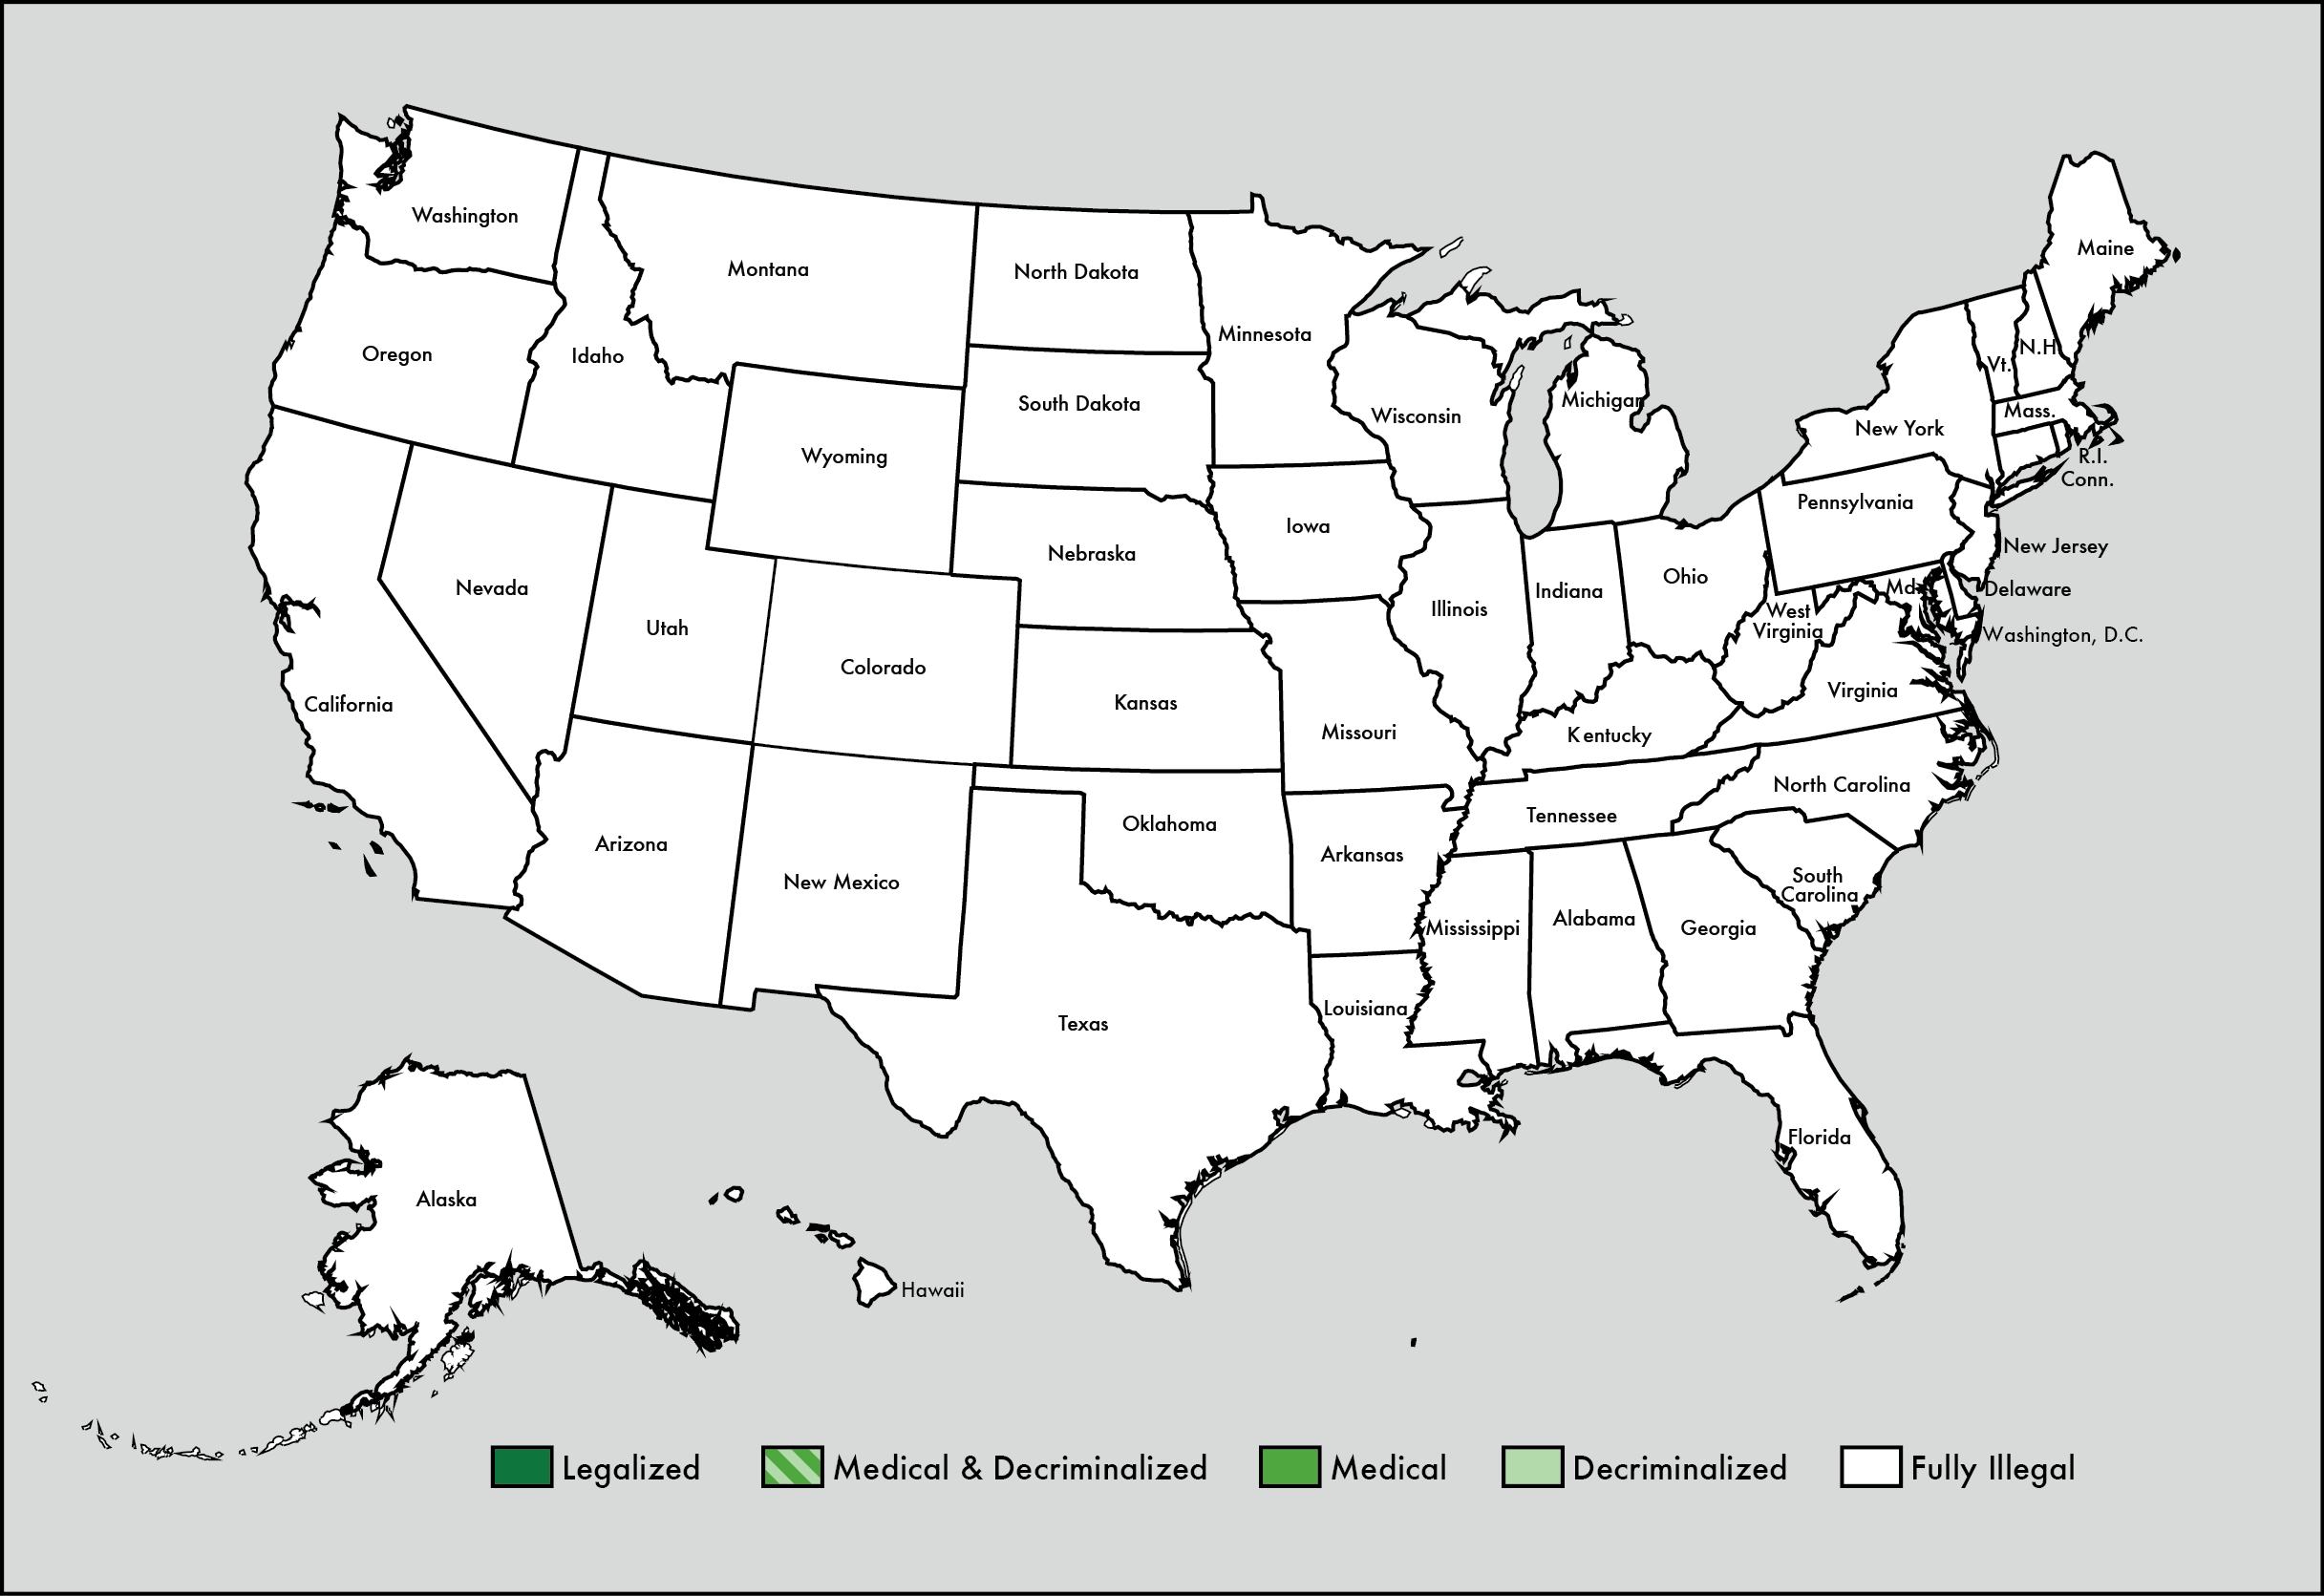 Washington
Montana
North Dakota
Minnesota
Maine
Oregon
Idaho
South Dakota
Wisconsin
Michigan
Vt.
N.H
Mass.
New York
R.I.
Conn.
Wyoming
Iowa
Pennsylvania
New Jersey
Nebraska
Nevada
Utah
Colorado
Illinois
Indiana
Ohio
Md.
Delaware
West
Virginia
Washington, D.C.
California
Kansas
Missouri
Kentucky
Virginia
North Carolina
Tennessee
Arizona
New Mexico
Oklahoma
Arkansas
South
Carolina
Mississippi
Alabama
Georgia
Louisiana
Texas
Florida
Alaska
Hawaii
Legalized
Medical & Decriminalized
Medical
Decriminalized
Fully Illegal